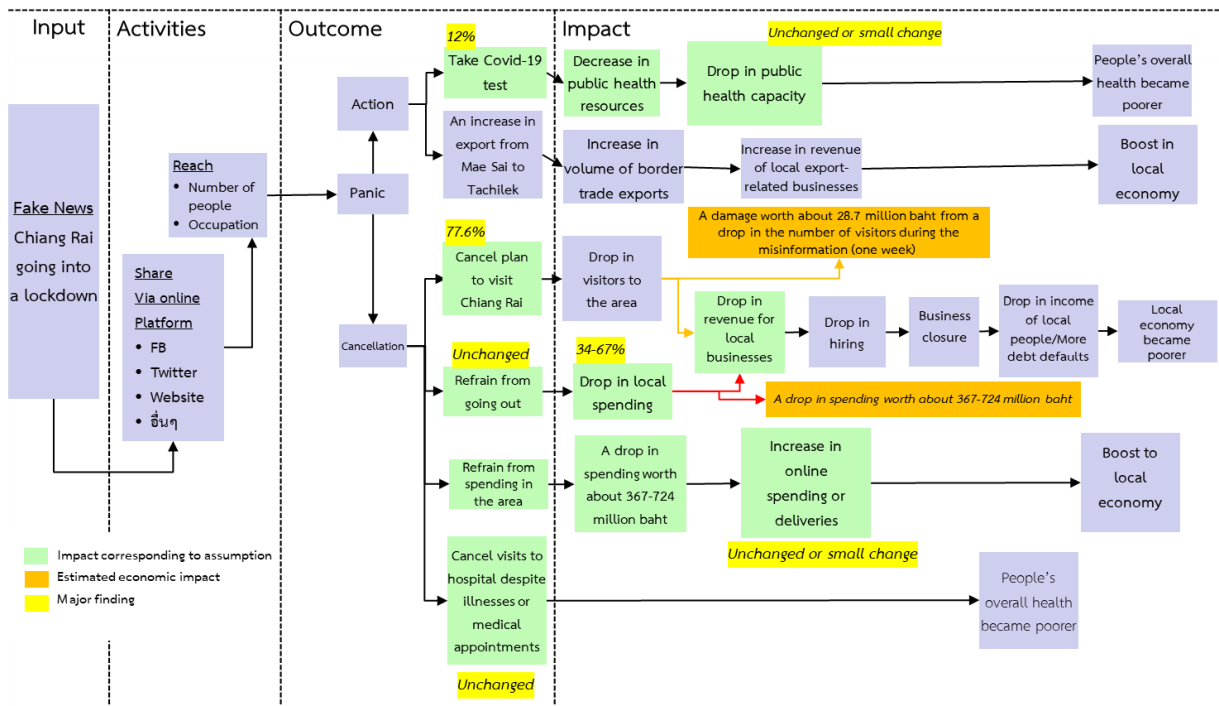 Input
Activities
Outcome
Impact
Fake News
Chiang Rai
going into
a lockdown
Share
Via online
Platform
• FB
• Twitter
• Website
• อื่นๆ
Reach
• Number of
people
• Occupation
Panic
Action
Cancellation
12%
Take Covid-19
test
Decrease in
public health
resources
Unchanged or small change
Drop in public
health capacity
People's overall
health became
poorer
An increase in
export from
Mae Sai to
Tachilek
Increase in
volume of border
trade exports
Increase in revenue
of local export-
related businesses
Boost in
local
economy
77.6%
Cancel plan
to visit
Chiang Rai
Drop in
visitors to
the area
A damage worth about 28.7 million baht from a
drop in the number of visitors during the
misinformation (one week)
Drop in
revenue for
local
businesses
Drop in
hiring
Business
closure
Drop in income
of local
people/More
debt defaults
Local
economy
became
poorer
Unchanged
Refrain from
going out
34-67%
Drop in local
spending
A drop in spending worth about 367-724 million baht
Refrain from
spending in
the area
A drop in
spending worth
about 367-724
million baht
Increase in
online
spending or
deliveries
Unchanged or small change
Boost to
local
economy
Cancel visits to
hospital despite
illnesses or
medical
appointments
Unchanged
People's
overall health
became poorer
Impact corresponding to assumption
Estimated economic impact
Major finding